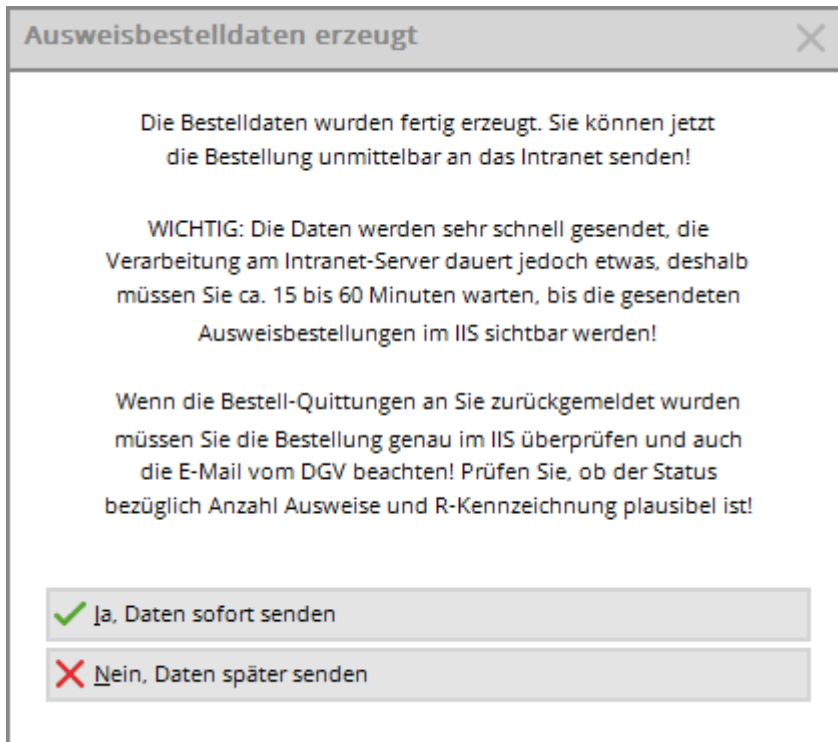 Ausweisbestelldaten erzeugt
Die Bestelldaten wurden fertig erzeugt. Sie können jetzt
die Bestellung unmittelbar an das Intranet senden!
WICHTIG: Die Daten werden sehr schnell gesendet, die
Verarbeitung am Intranet-Server dauert jedoch etwas, deshalb
müssen Sie ca. 15 bis 60 Minuten warten, bis die gesendeten
Ausweisbestellungen im IIS sichtbar werden!
Wenn die Bestell-Quittungen an Sie zurückgemeldet wurden
müssen Sie die Bestellung genau im IIS überprüfen und auch
die E-Mail vom DGV beachten! Prüfen Sie, ob der Status
bezüglich Anzahl Ausweise und R-Kennzeichnung plausibel ist!
Ja, Daten sofort senden
Nein, Daten später senden